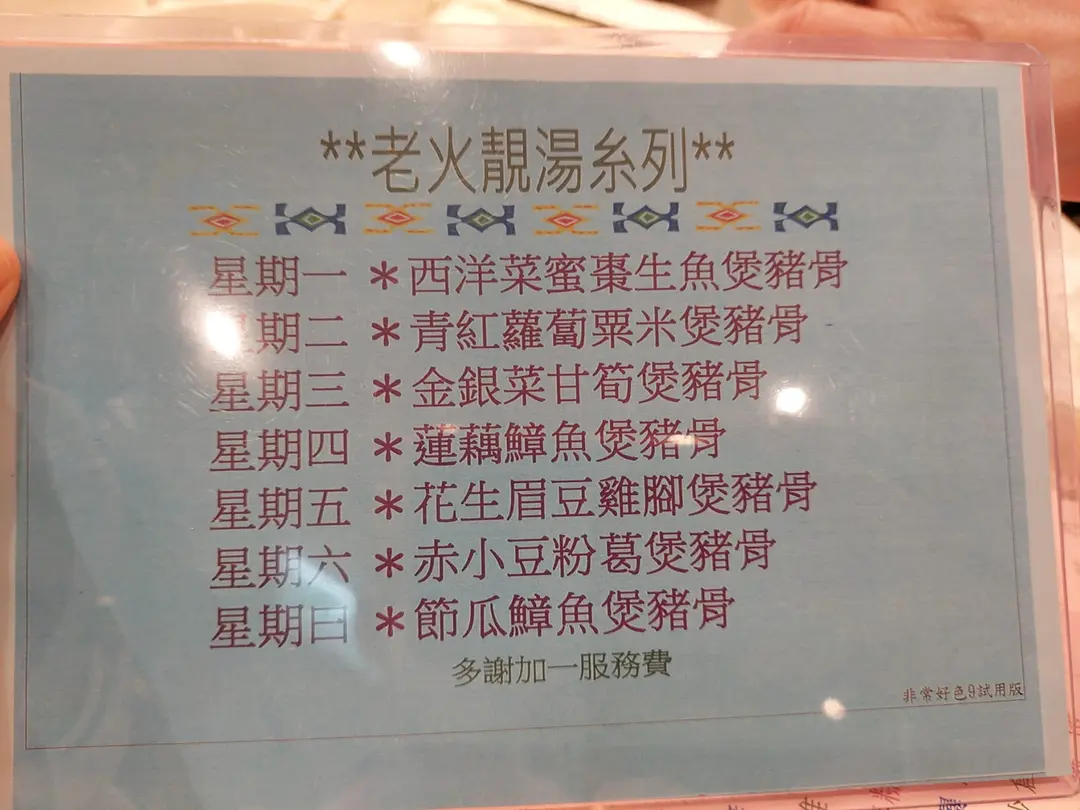 **老火靚湯糸列**
星期一 *西洋菜蜜棗生魚煲豬骨
星期二 *青紅蘿蔔粟米煲豬骨
星期三 *金銀菜甘筍煲豬骨
星期四 *蓮藕鱆魚煲豬骨
星期五 *花生眉豆雞腳煲豬骨
星期六 *赤小豆粉葛煲豬骨
星期日 *節瓜鱆魚煲豬骨
多謝加一服務費
非常好色9試用版